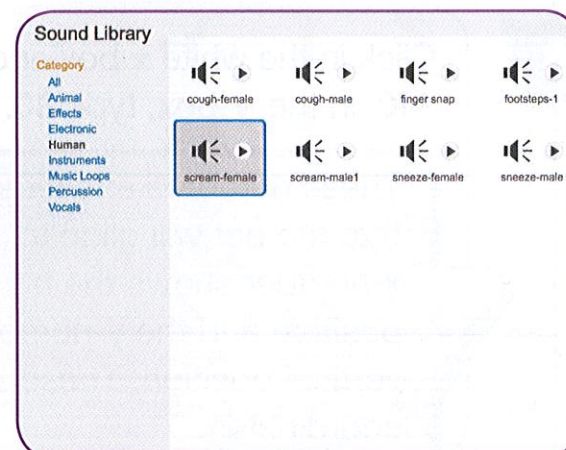 Sound Library
Category
All
Animal
Effects
Electronic
Human
Instruments
Music Loops
Percussion
Vocals
cough-female cough-male finger snap footsteps-1
scream-female scream-male1 sneeze-female sneeze-male